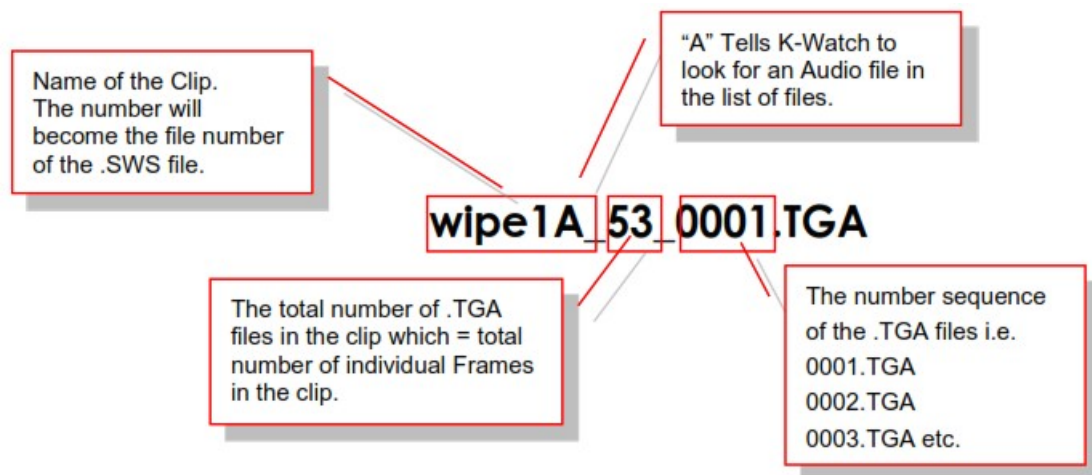 Name of the Clip.
The number will
become the file number
of the .SWS file.
“A” Tells K-Watch to
look for an Audio file in
the list of files.
wipe1A_53_0001.TGA
The total number of .TGA
files in the clip which = total
number of individual Frames
in the clip.
The number sequence
of the .TGA files i.e.
0001.TGA
0002.TGA
0003.TGA etc.